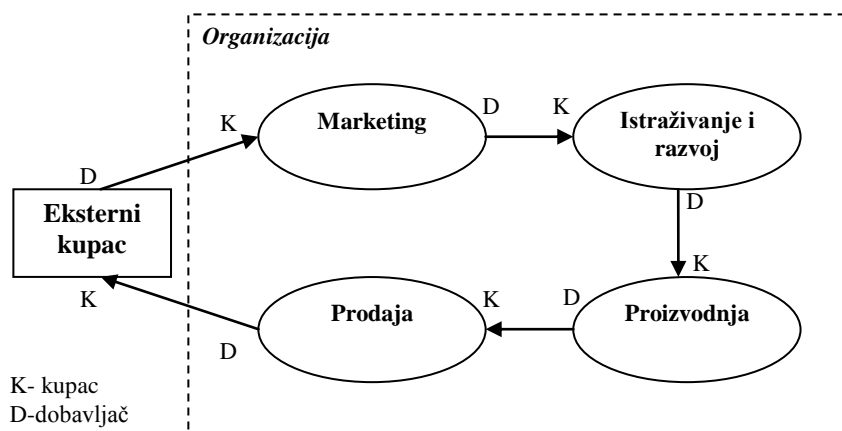 Organizacija
K
Marketing
D
K
Istraživanje i
razvoj
D
Eksterni
kupac
D
K
K
Prodaja
K
D
Proizvodnja
D
K- kupac
D-dobavljač